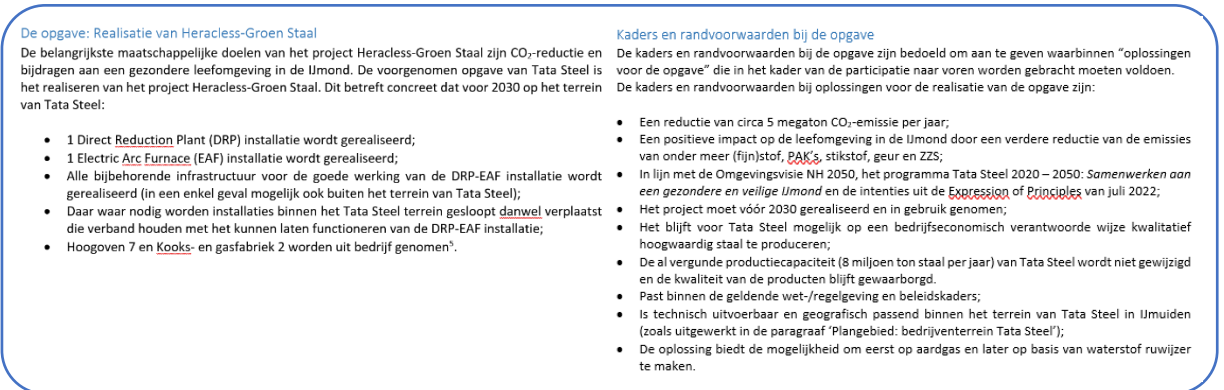 De opgave: Realisatie van Heracless-Groen Staal
De belangrijkste maatschappelijke doelen van het project Heracless-Groen Staal zijn CO₂-reductie en
bijdragen aan een gezondere leefomgeving in de IJmond. De voorgenomen opgave van Tata Steel is
het realiseren van het project Heracless-Groen Staal. Dit betreft concreet dat voor 2030 op het terrein
van Tata Steel:
• 1 Direct Reduction Plant (DRP) installatie wordt gerealiseerd;
• 1 Electric Arc Furnace (EAF) installatie wordt gerealiseerd;
• Alle bijbehorende infrastructuur voor de goede werking van de DRP-EAF installatie wordt
gerealiseerd (in een enkel geval mogelijk ook buiten het terrein van Tata Steel);
• Daar waar nodig worden installaties binnen het Tata Steel terrein gesloopt danwel verplaatst
die verband houden met het kunnen laten functioneren van de DRP-EAF installatie;
• Hoogoven 7 en Kooks- en gasfabriek 2 worden uit bedrijf genomen⁵.
Kaders en randvoorwaarden bij de opgave
De kaders en randvoorwaarden bij de opgave zijn bedoeld om aan te geven waarbinnen “oplossingen
voor de opgave” die in het kader van de participatie naar voren worden gebracht moeten voldoen.
De kaders en randvoorwaarden bij oplossingen voor de realisatie van de opgave zijn:
• Een reductie van circa 5 megaton CO₂-emissie per jaar;
• Een positieve impact op de leefomgeving in de IJmond door een verdere reductie van de emissies
van onder meer (fijn)stof, PAK’s, stikstof, geur en ZZS;
• In lijn met de Omgevingsvisie NH 2050, het programma Tata Steel 2020 – 2050: Samenwerken aan
een gezondere en veilige IJmond en de intenties uit de Expression of Principles van juli 2022;
• Het project moet vóór 2030 gerealiseerd en in gebruik genomen;
• Het blijft voor Tata Steel mogelijk op een bedrijfseconomisch verantwoorde wijze kwalitatief
hoogwaardig staal te produceren;
• De al vergunde productiecapaciteit (8 miljoen ton staal per jaar) van Tata Steel wordt niet gewijzigd
en de kwaliteit van de producten blijft gewaarborgd.
• Past binnen de geldende wet-/regelgeving en beleidskaders;
• Is technisch uitvoerbaar en geografisch passend binnen het terrein van Tata Steel in IJmuiden
(zoals uitgewerkt in de paragraaf ‘Plangebied: bedrijventerrein Tata Steel’);
• De oplossing biedt de mogelijkheid om eerst op aardgas en later op basis van waterstof ruwijzer
te maken.